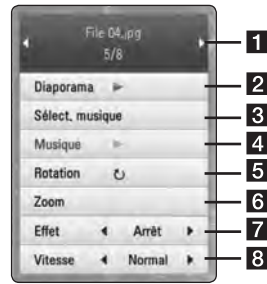 File 04.jpg
1
5/8
Diaporama
2
Sélect. musique
3
Musique
4
Rotation
5
Zoom
6
Effet Arrêt
7
Vitesse Normal
8